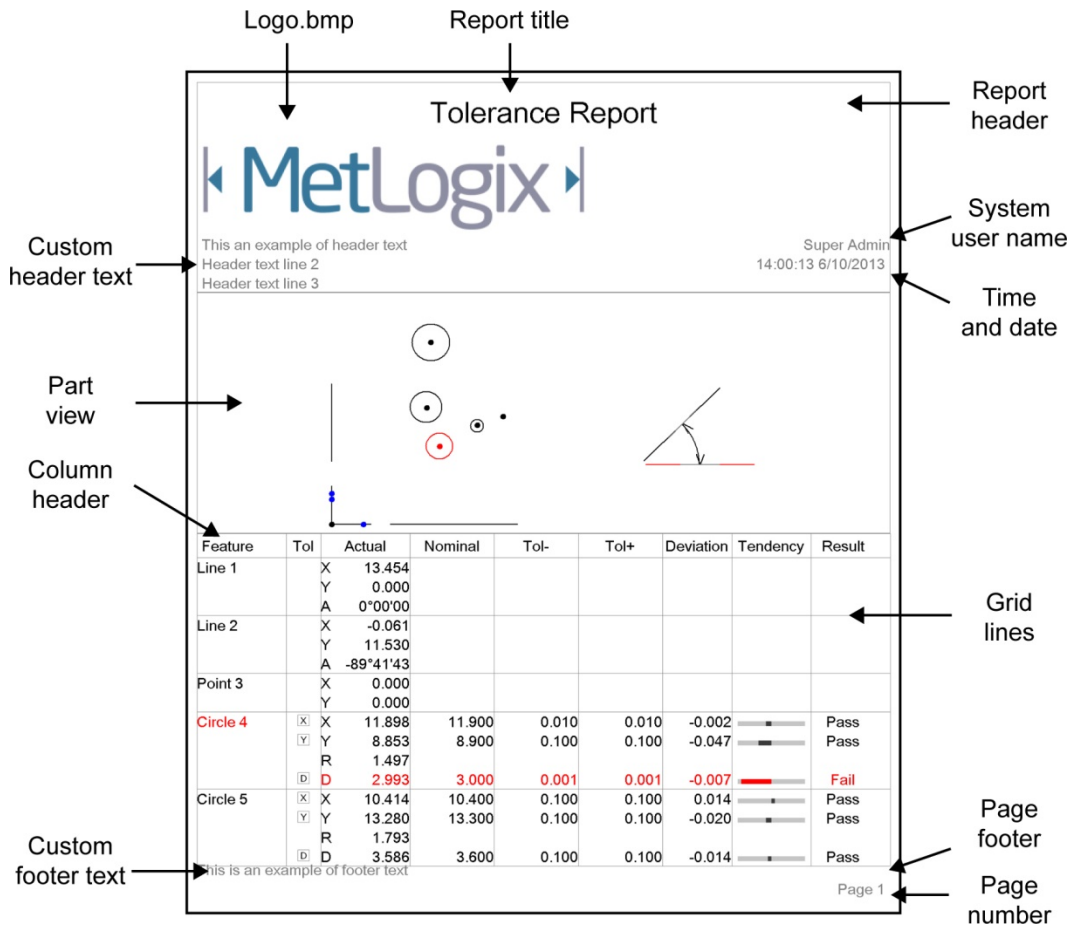 Logo.bmp
Report title
Tolerance Report
Report
header
MetLogix
System
user name
Custom
header text
This an example of header text
Header text line 2
Header text line 3
Super Admin
14:00:13 6/10/2013
Time
and date
Part
view
Column
header
Feature Tol Actual Nominal Tol- Tol+ Deviation Tendency Result
Line 1 X 13.454
Y 0.000
A 0°00'00
Line 2 X -0.061
Y 11.530
A -89°41'43
Point 3 X 0.000
Y 0.000
Grid
lines
Circle 4 X X 11.898 11.900 0.010 0.010 -0.002 Pass
Y Y 8.853 8.900 0.100 0.100 -0.047 Pass
R 1.497
D D 2.993 3.000 0.001 0.001 -0.007 Fail
Circle 5 X X 10.414 10.400 0.100 0.100 0.014 Pass
Y Y 13.280 13.300 0.100 0.100 -0.020 Pass
R 1.793
D D 3.586 3.600 0.100 0.100 -0.014 Pass
Custom
footer text
This is an example of footer text
Page
footer
Page 1
Page
number